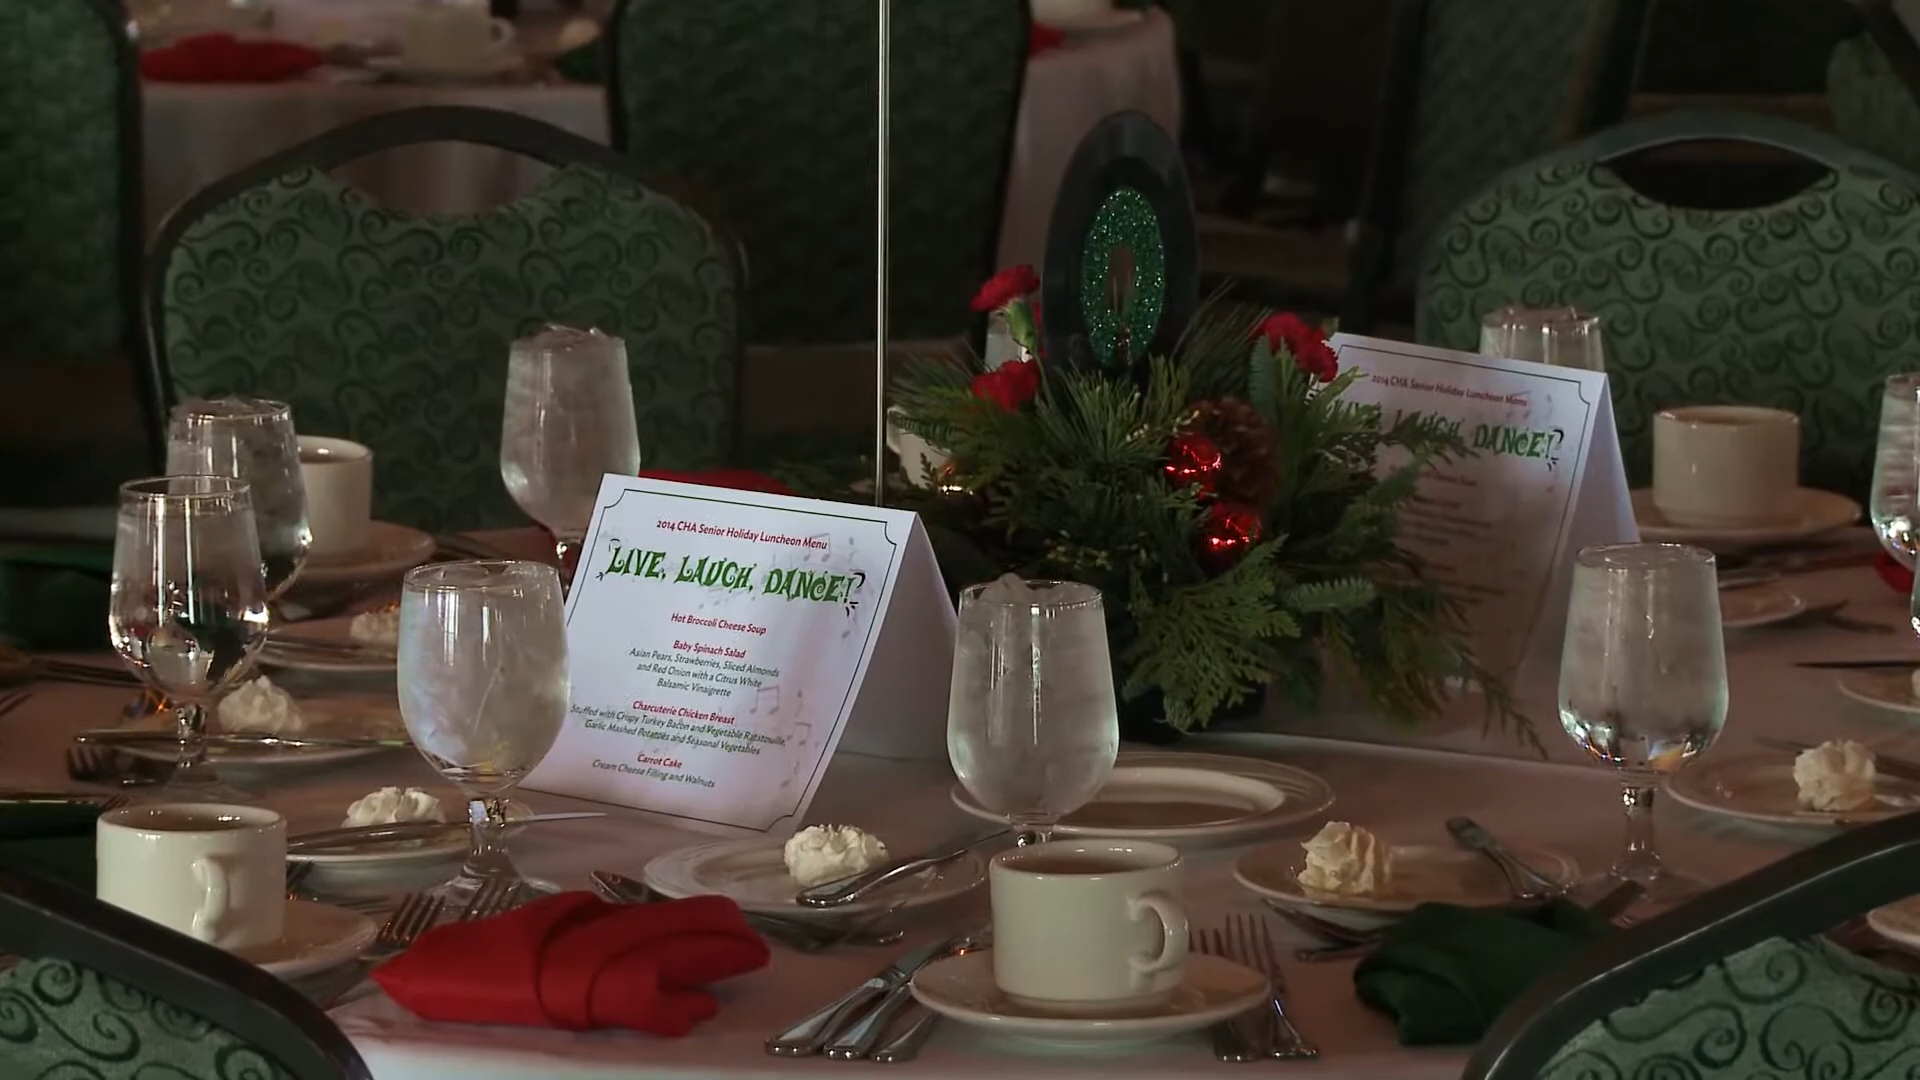 2014 CHA Senior Holiday Luncheon Menu
LIVE, LAUGH, DANCE!
Hot Broccoli Cheese Soup
Baby Spinach Salad
Asian Pears, Strawberries, Sliced Almonds
and Red Onion with a Citrus White
Balsamic Vinaigrette
Charcuterie Chicken Breast
Stuffed with Crispy Turkey Bacon and Vegetable Ratatouille,
Garlic Mashed Potatoes and Seasonal Vegetables
Carrot Cake
Cream Cheese Filling and Walnuts
2014 CHA Senior Holiday Luncheon Menu
LIVE, LAUGH, DANCE!